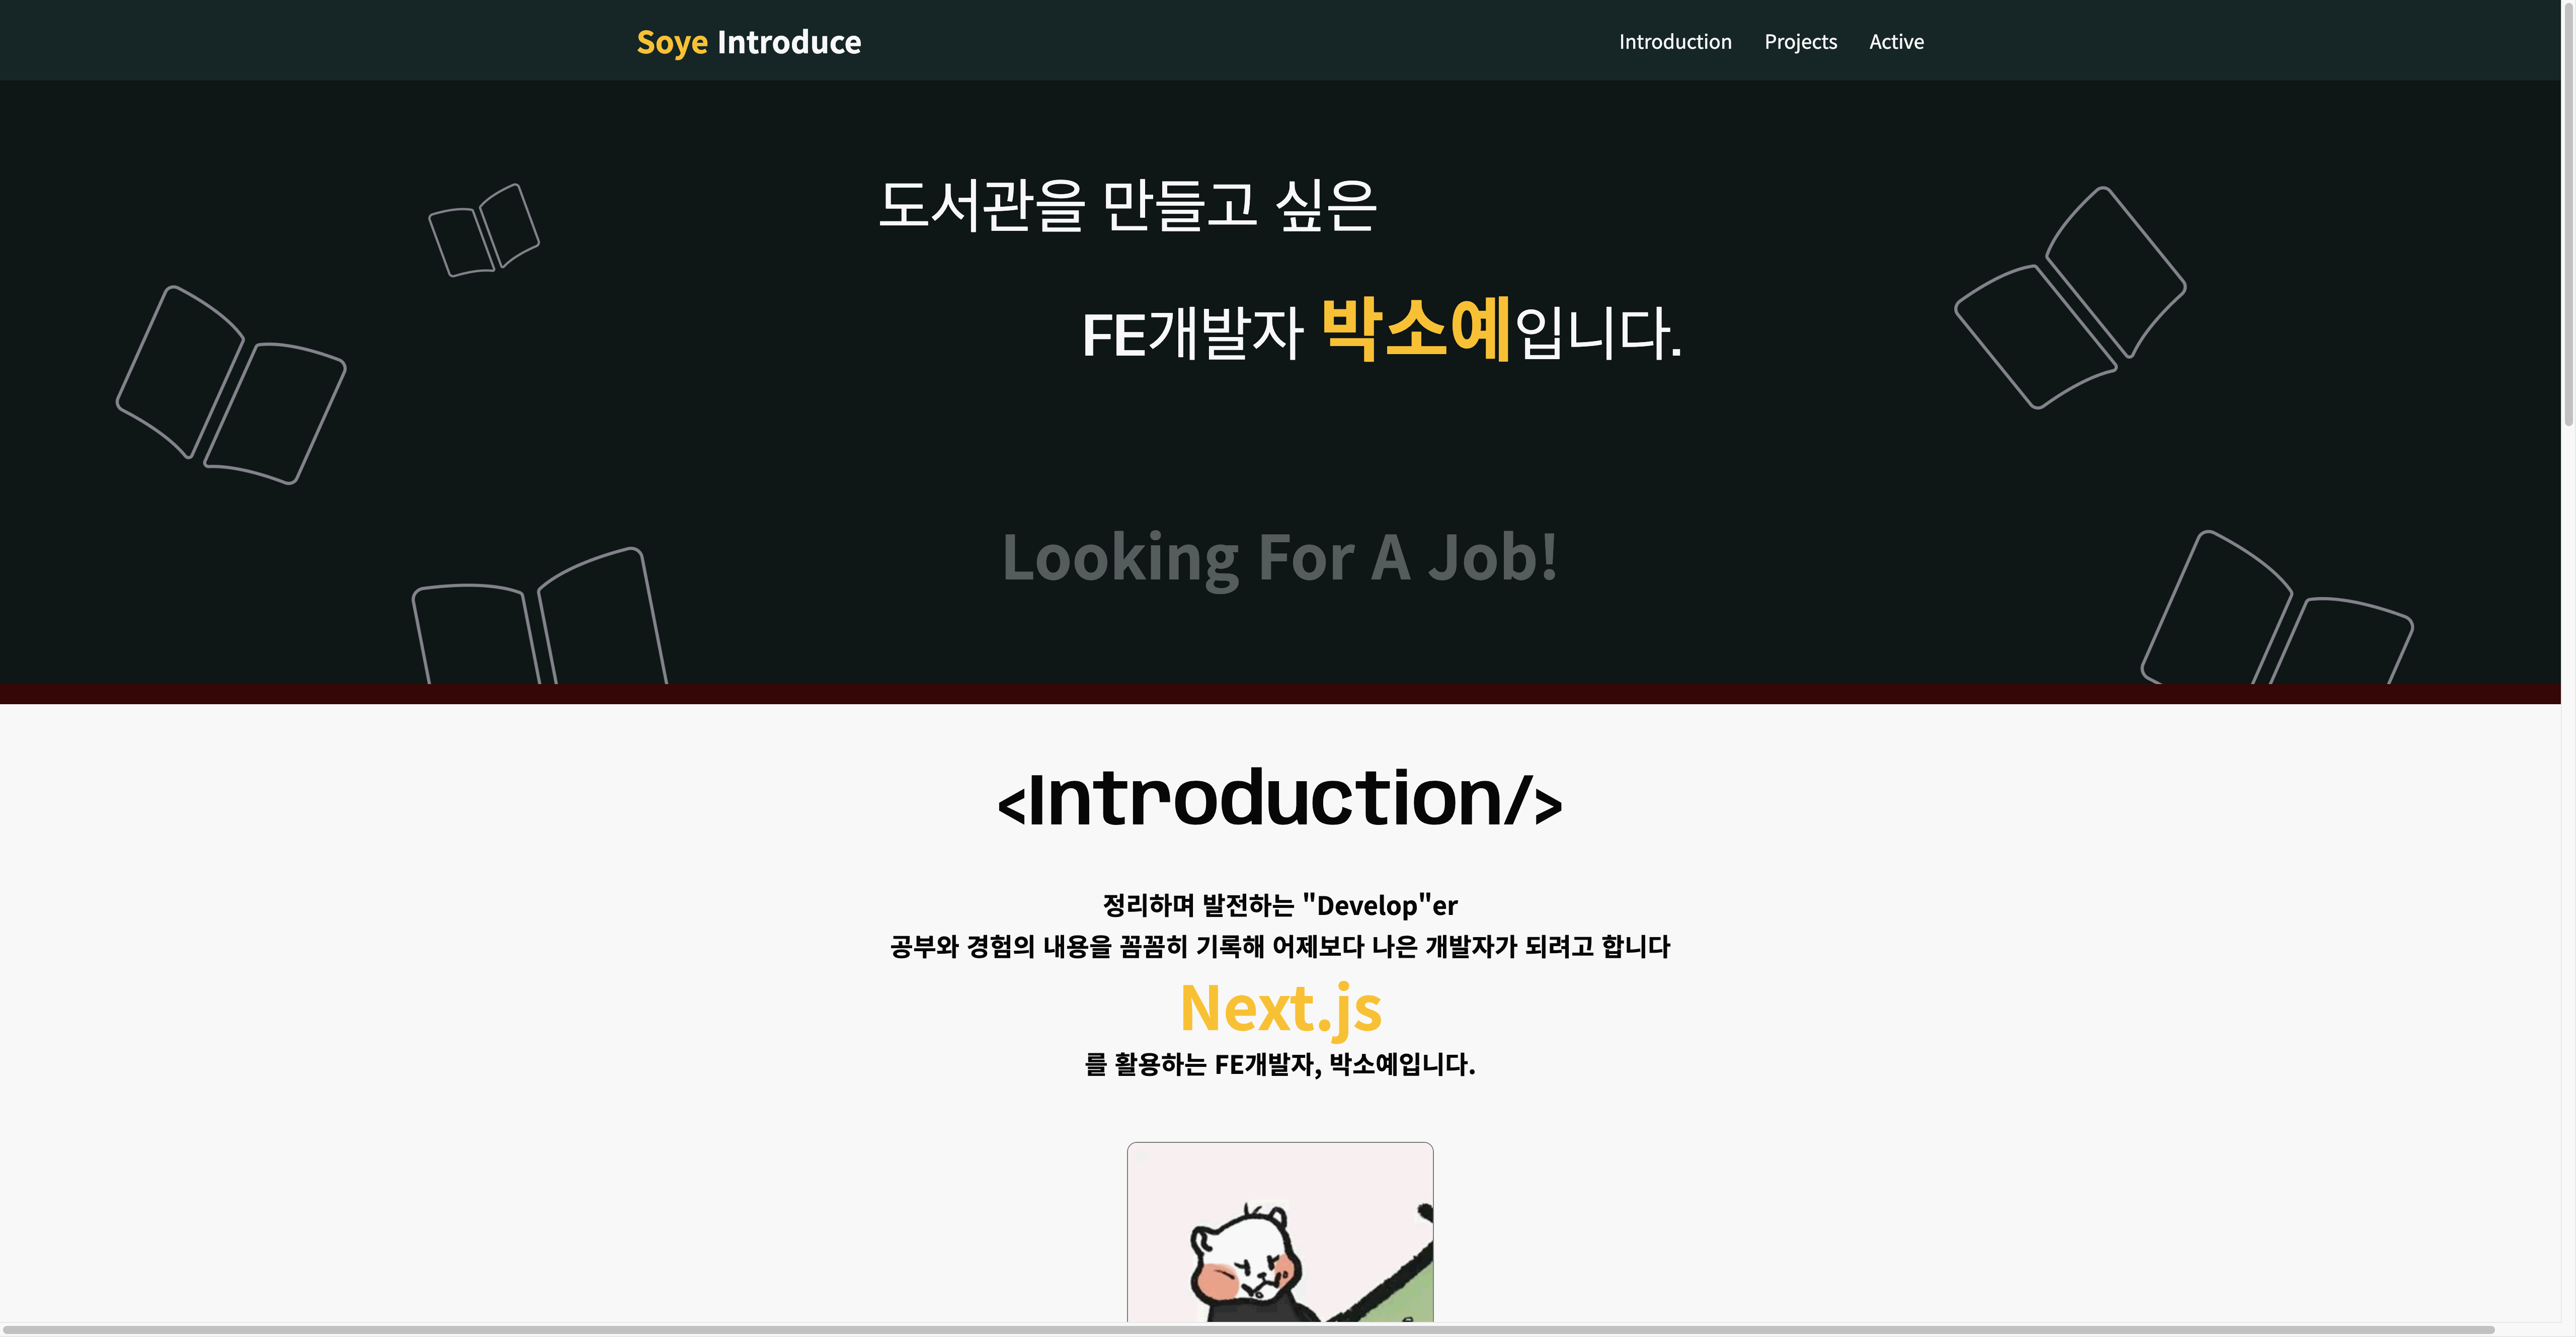 Soye Introduce
Introduction Projects Active
도서관을 만들고 싶은
FE개발자 박소예입니다.
Looking For A Job!
<Introduction/>
정리하며 발전하는 "Develop"er
공부와 경험의 내용을 꼼꼼히 기록해 어제보다 나은 개발자가 되려고 합니다
Next.js
를 활용하는 FE개발자, 박소예입니다.